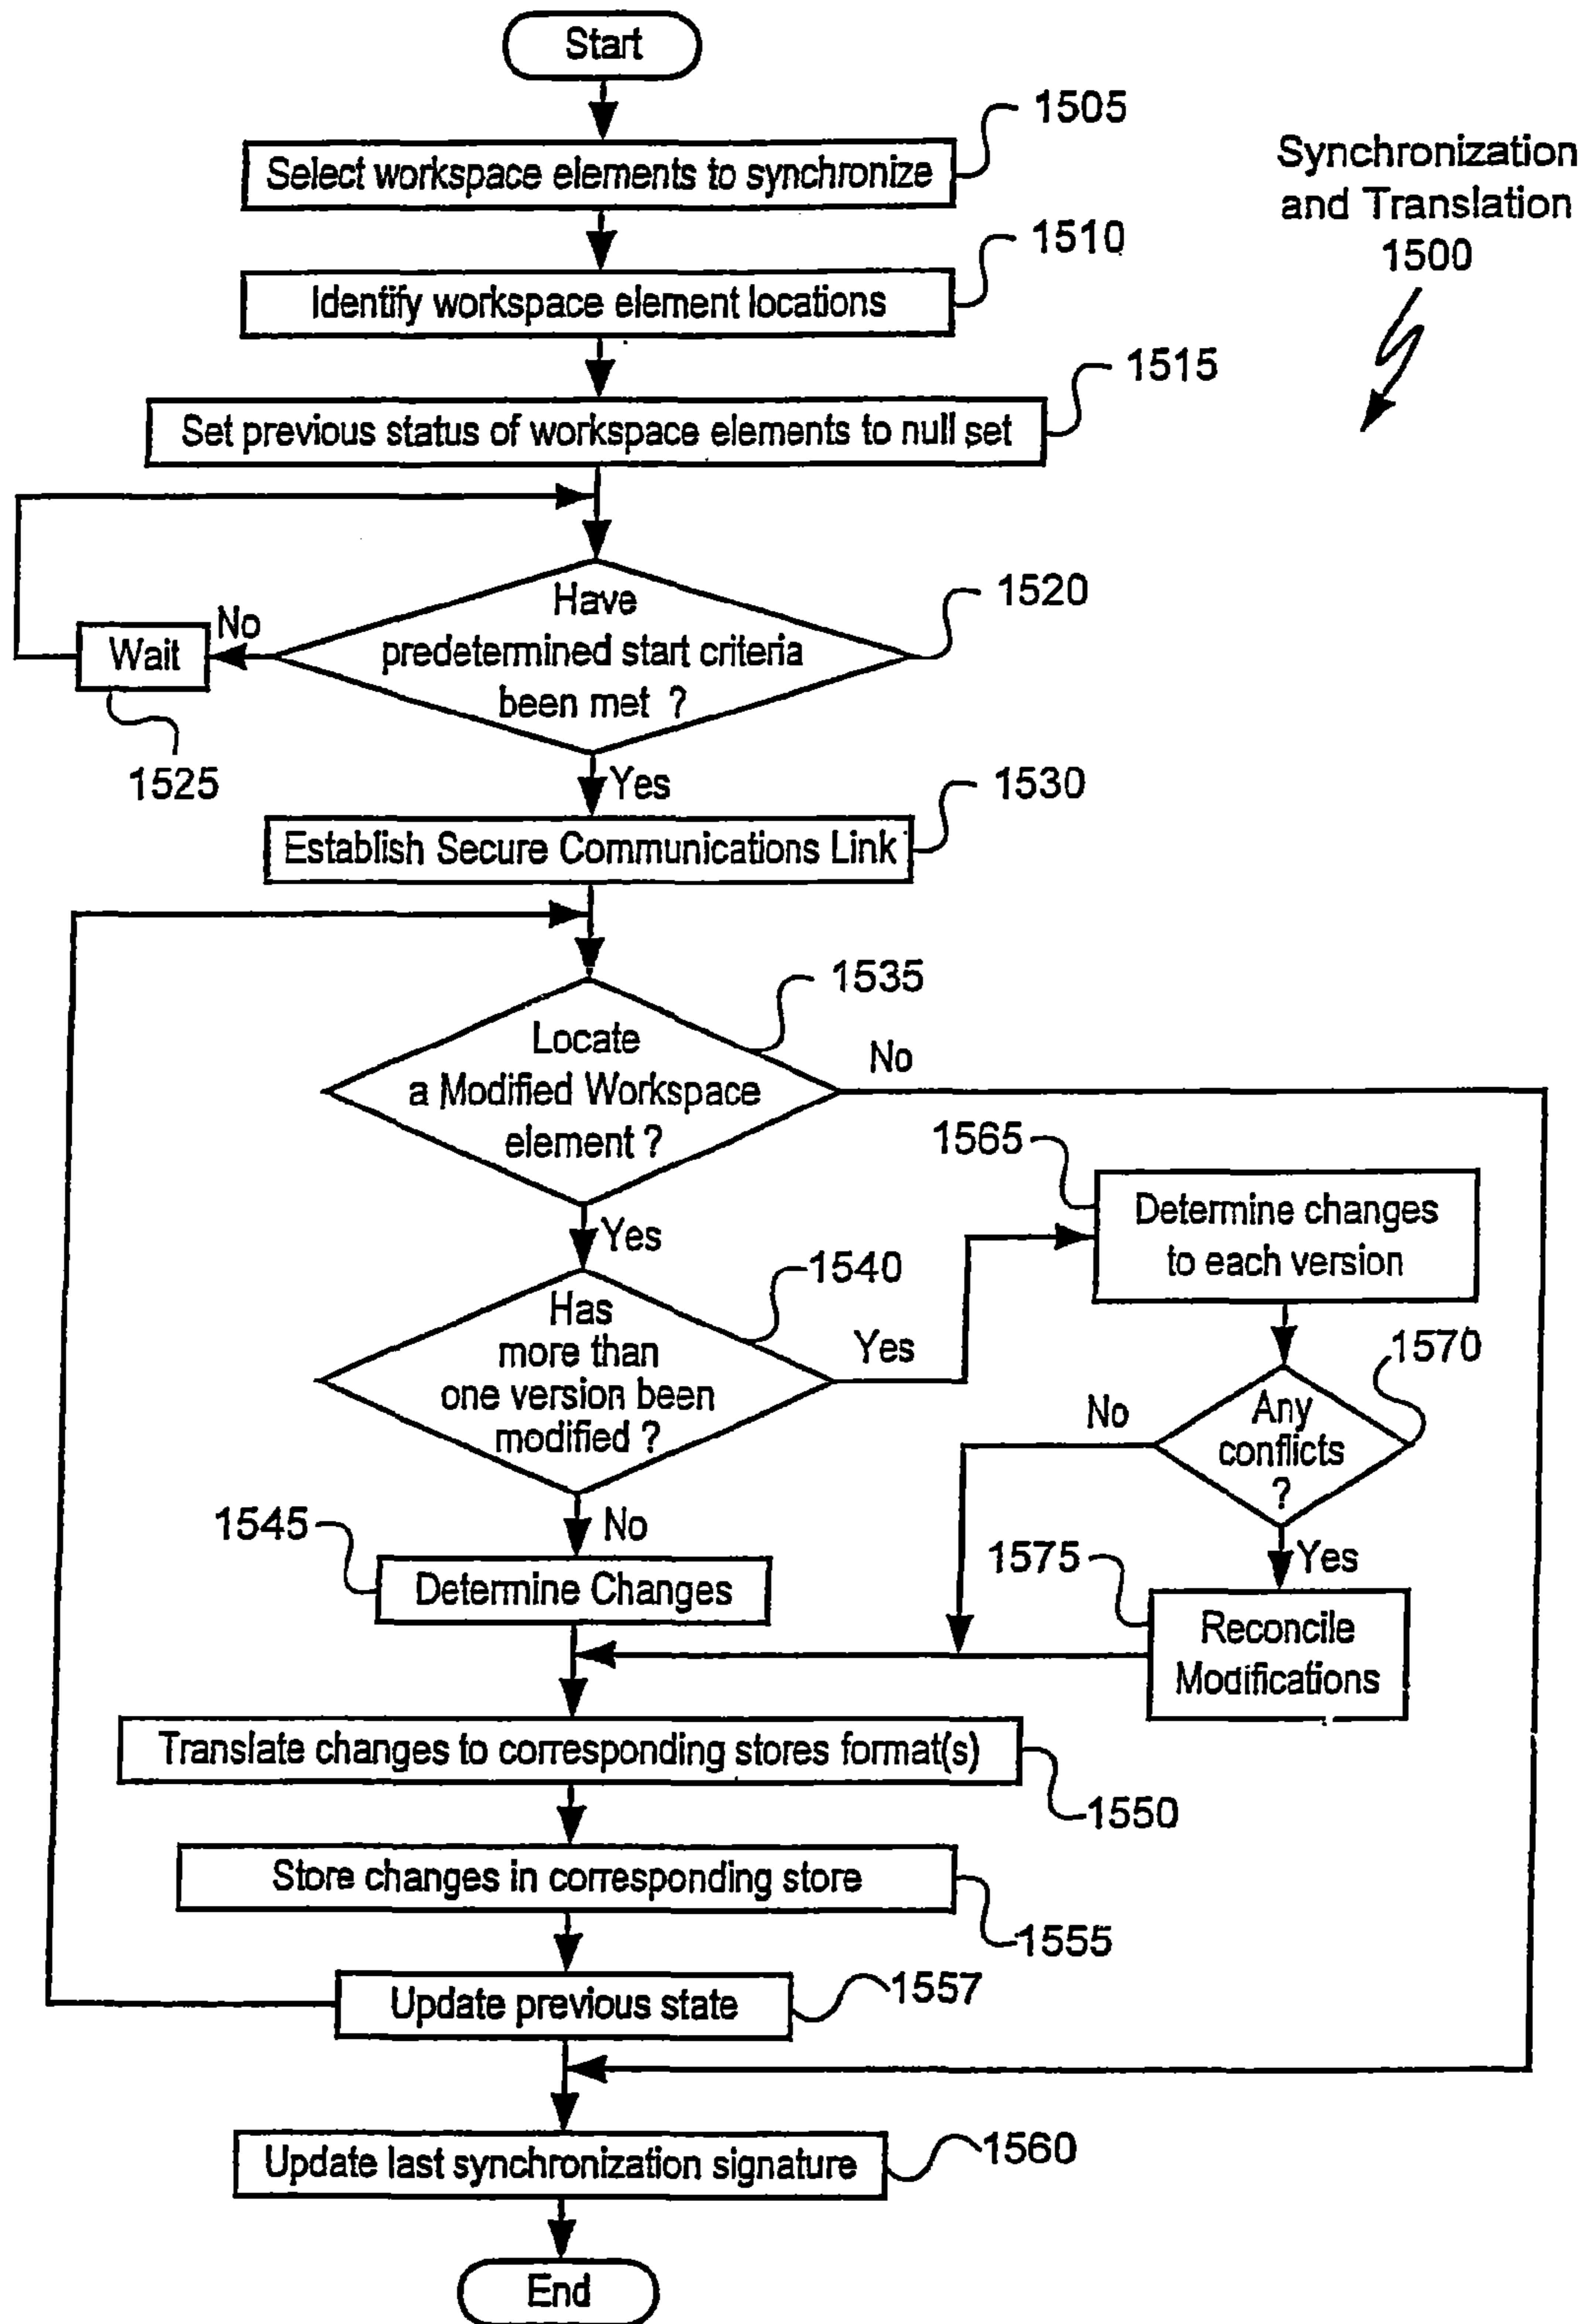 Start
1505
Select workspace elements to synchronize
Synchronization
and Translation
1500
1510
Identify workspace element locations
1515
Set previous status of workspace elements to null set
1520
Have
predetermined start criteria
been met ?
No
Wait
1525
Yes
1530
Establish Secure Communications Link
1535
Locate
a Modified Workspace
element ?
No
Yes
1565
Determine changes
to each version
1540
Has
more than
one version been
modified ?
Yes
1570
Any
conflicts
?
No
Yes
No
1545
Determine Changes
1575
Reconcile
Modifications
Translate changes to corresponding stores format(s)
1550
Store changes in corresponding store
1555
Update previous state
1557
Update last synchronization signature
1560
End